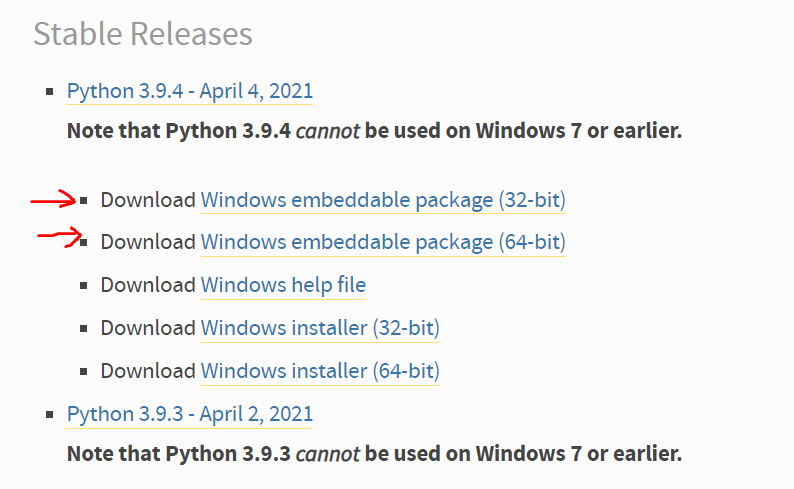 Stable Releases
Python 3.9.4 - April 4, 2021
Note that Python 3.9.4 cannot be used on Windows 7 or earlier.
Download Windows embeddable package (32-bit)
Download Windows embeddable package (64-bit)
Download Windows help file
Download Windows installer (32-bit)
Download Windows installer (64-bit)
Python 3.9.3 - April 2, 2021
Note that Python 3.9.3 cannot be used on Windows 7 or earlier.